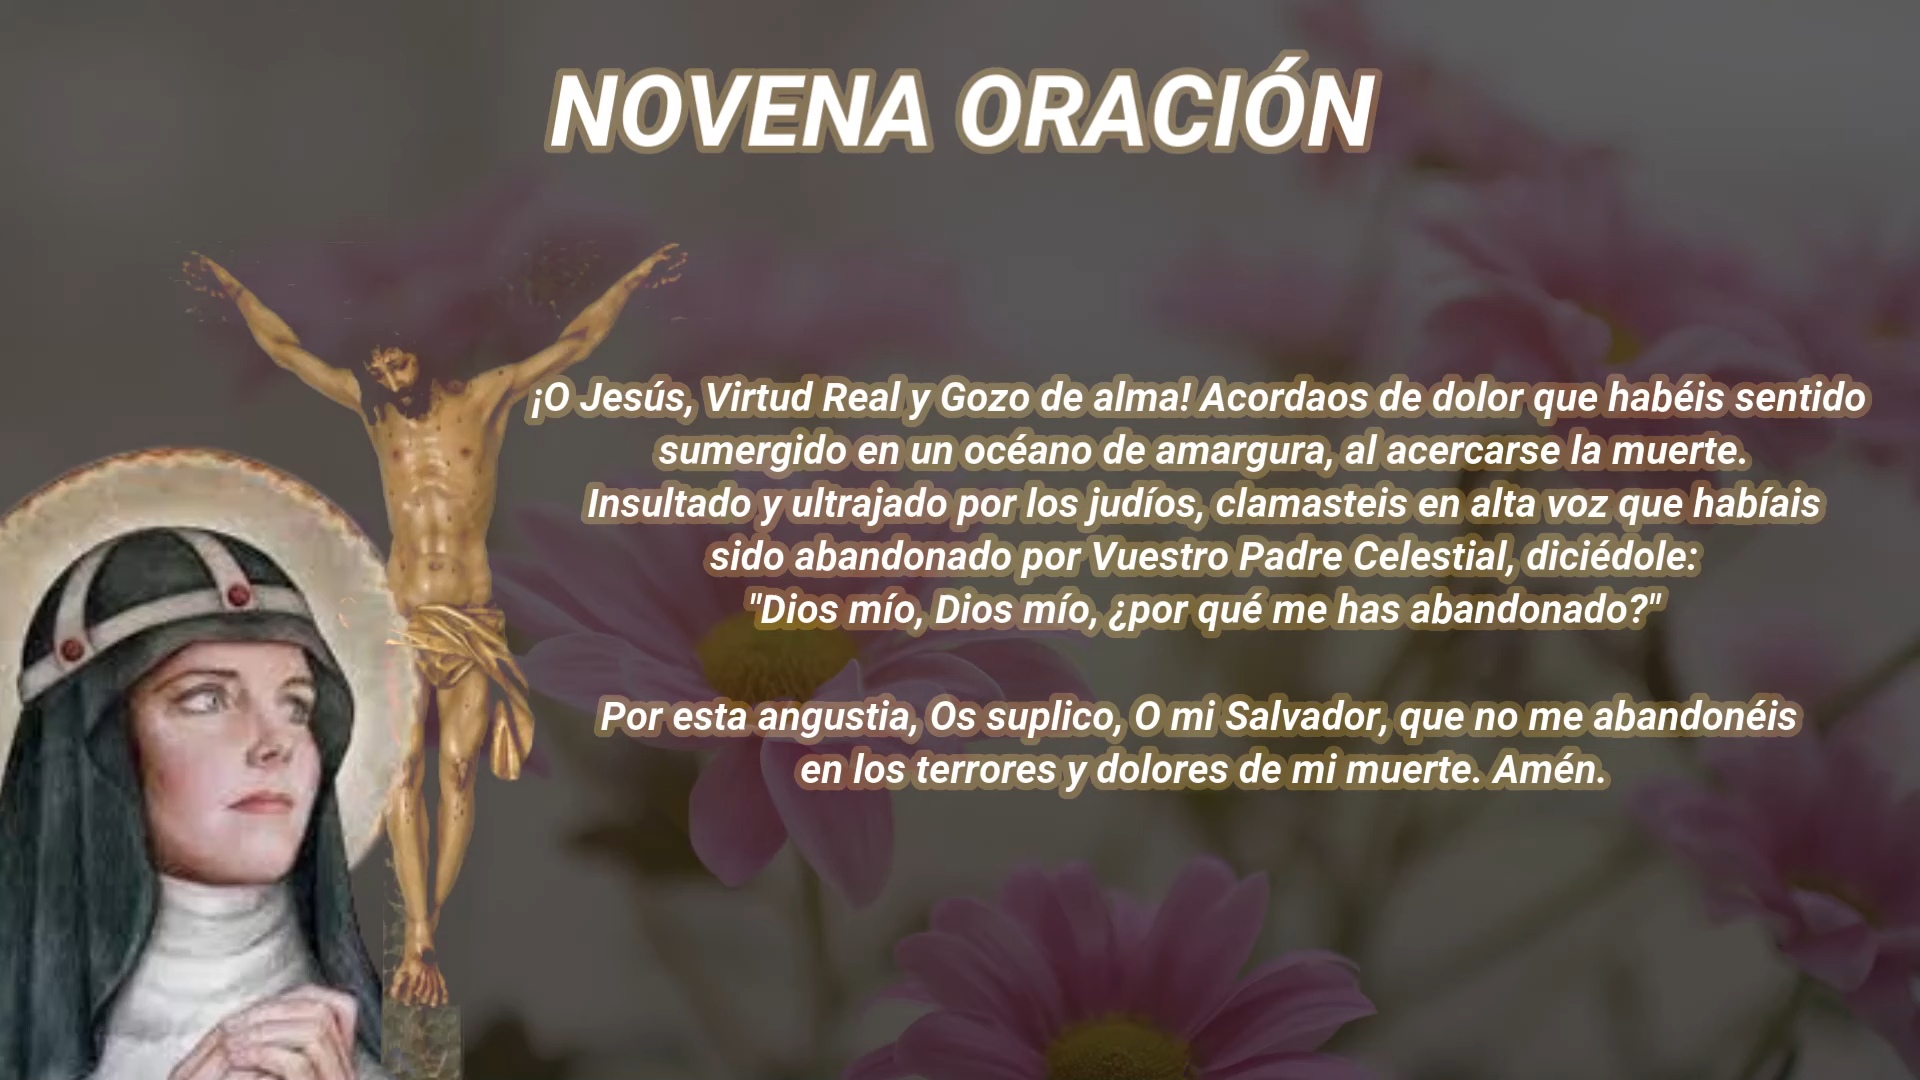 NOVENA ORACIÓN
¡O Jesús, Virtud Real y Gozo de alma! Acordaos de dolor que habéis sentido
sumergido en un océano de amargura, al acercarse la muerte.
Insultado y ultrajado por los judíos, clamasteis en alta voz que habíais
sido abandonado por Vuestro Padre Celestial, diciédole:
"Dios mío, Dios mío, ¿por qué me has abandonado?"
Por esta angustia, Os suplico, O mi Salvador, que no me abandonéis
en los terrores y dolores de mi muerte. Amén.